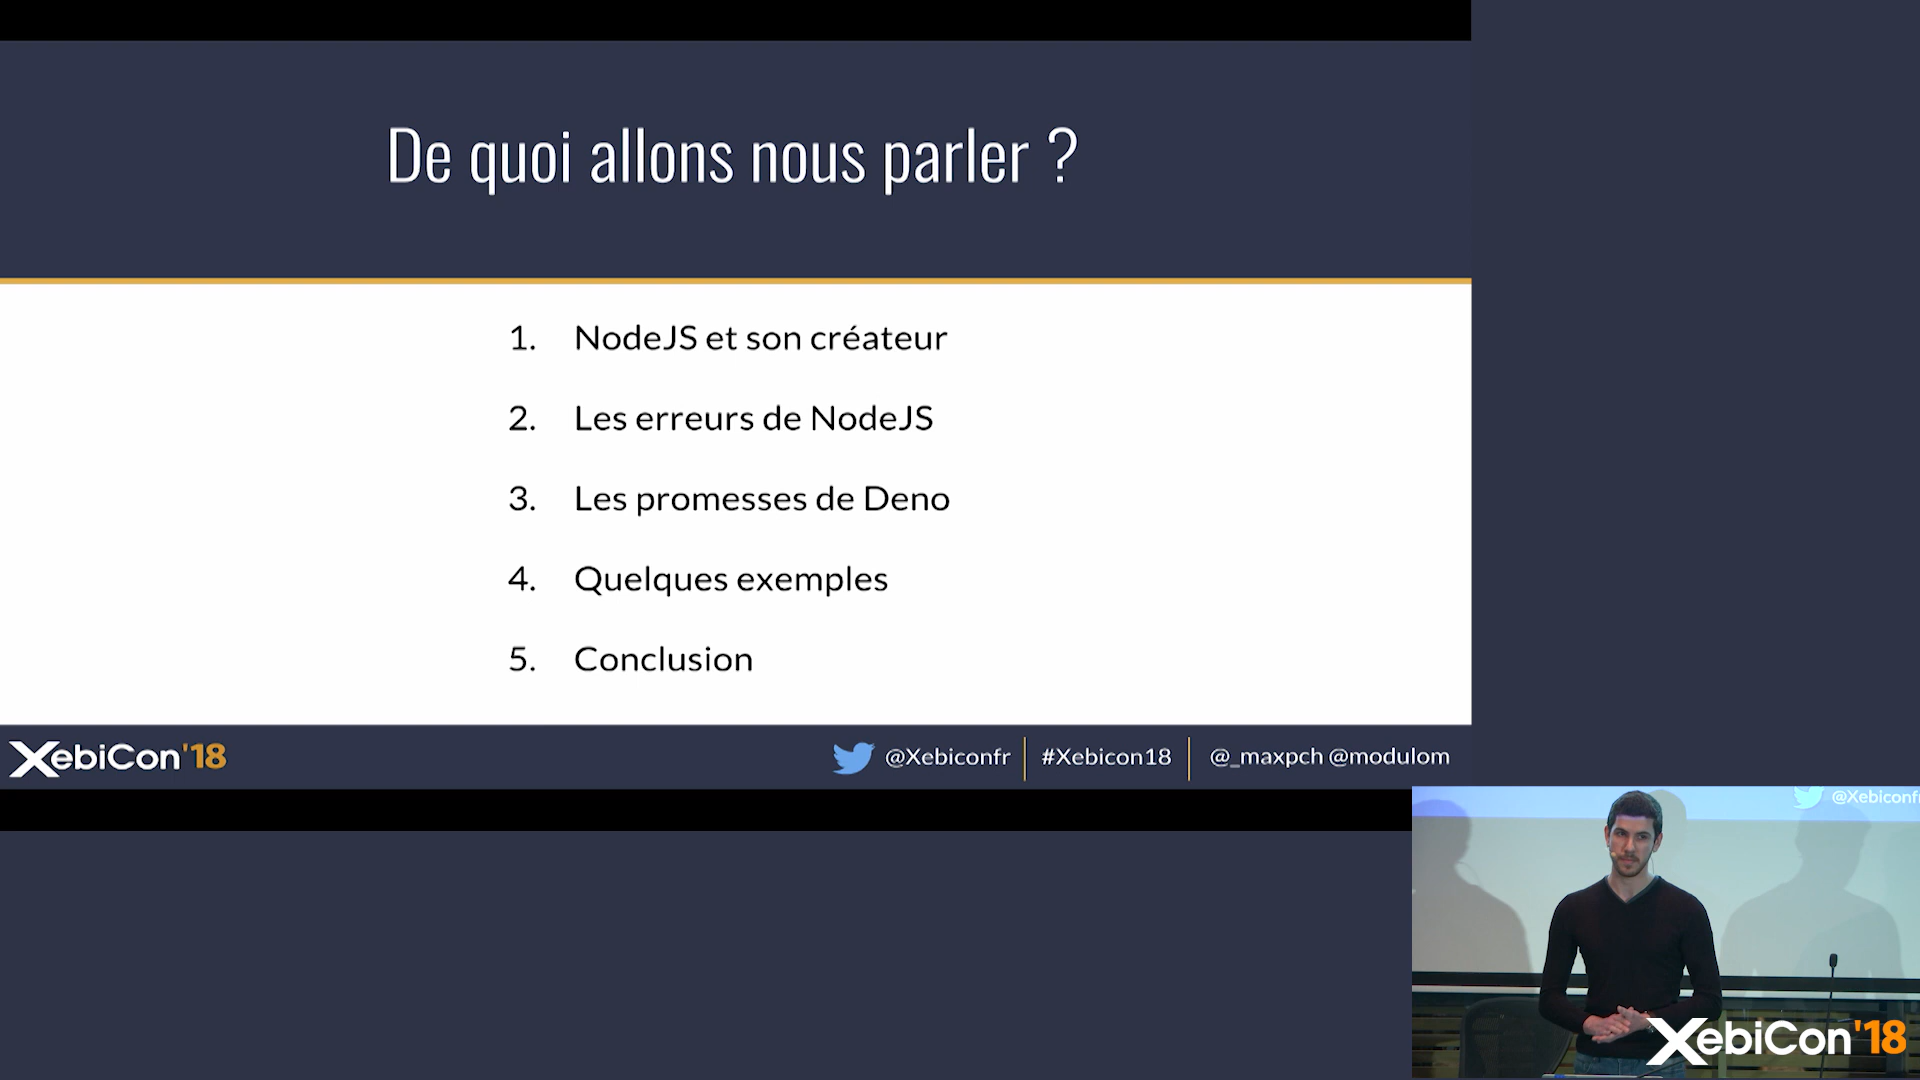 De quoi allons nous parler ?
1. NodeJS et son créateur
2. Les erreurs de NodeJS
3. Les promesses de Deno
4. Quelques exemples
5. Conclusion
XebiCon'18
@Xebiconfr
#Xebicon18
@_maxpch @modulom
@Xebiconfr
XebiCon'18